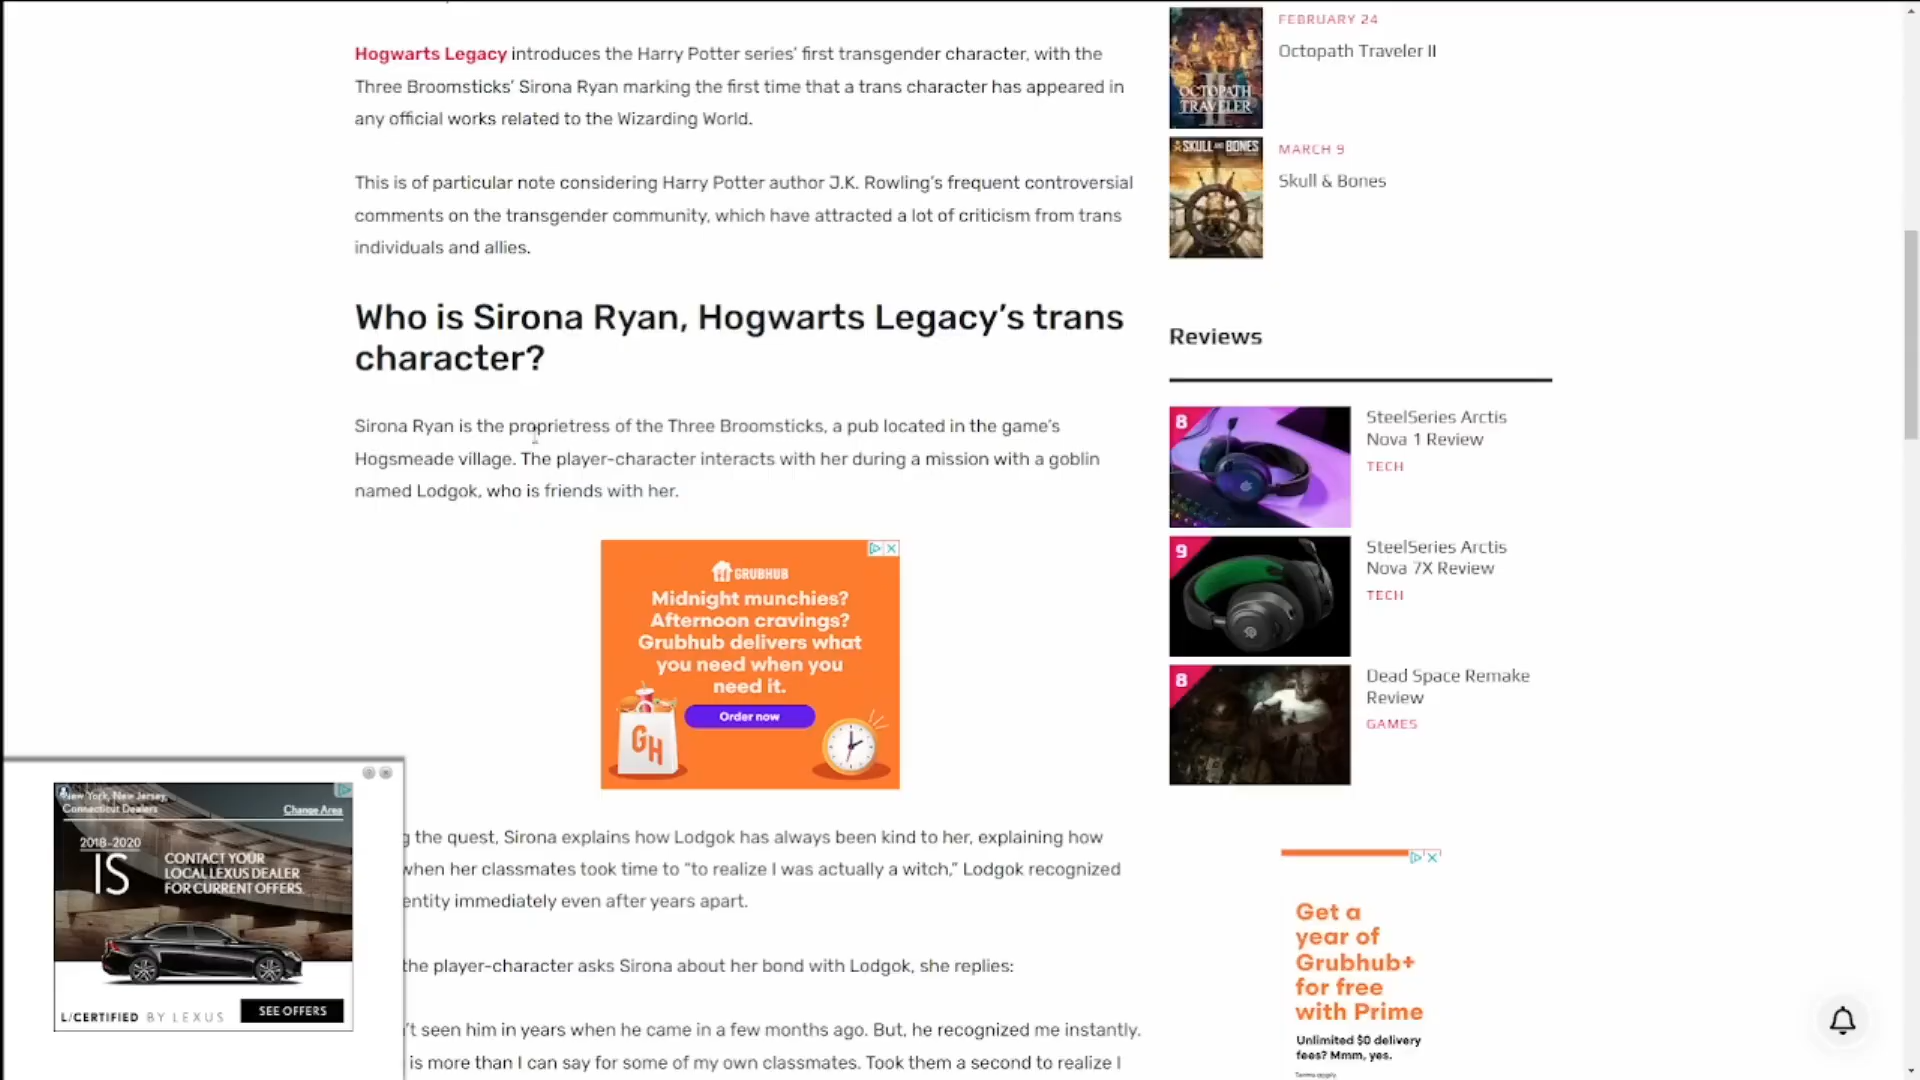 Hogwarts Legacy introduces the Harry Potter series' first transgender character, with the
Three Broomsticks' Sirona Ryan marking the first time that a trans character has appeared in
any official works related to the Wizarding World.
This is of particular note considering Harry Potter author J.K. Rowling's frequent controversial
comments on the transgender community, which have attracted a lot of criticism from trans
individuals and allies.
Who is Sirona Ryan, Hogwarts Legacy's trans
character?
Sirona Ryan is the proprietress of the Three Broomsticks, a pub located in the game's
Hogsmeade village. The player-character interacts with her during a mission with a goblin
named Lodgok, who is friends with her.
GRUBHUB
Midnight munchies?
Afternoon cravings?
Grubhub delivers what
you need when you
need it.
Order now
GH
g the quest, Sirona explains how Lodgok has always been kind to her, explaining how
when her classmates took time to “to realize I was actually a witch,” Lodgok recognized
entity immediately even after years apart.
the player-character asks Sirona about her bond with Lodgok, she replies:
't seen him in years when he came in a few months ago. But, he recognized me instantly.
is more than I can say for some of my own classmates. Took them a second to realize I
New York, New Jersey,
Connecticut Dealers
Change Area
2018-2020
IS
CONTACT YOUR
LOCAL LEXUS DEALER
FOR CURRENT OFFERS.
L/CERTIFIED BY LEXUS
SEE OFFERS
OCTOPATH
TRAVELER
II
FEBRUARY 24
Octopath Traveler II
SKULL AND BONES
MARCH 9
Skull & Bones
Reviews
8
SteelSeries Arctis
Nova 1 Review
TECH
9
SteelSeries Arctis
Nova 7X Review
TECH
8
Dead Space Remake
Review
GAMES
Get a
year of
Grubhub+
for free
with Prime
Unlimited $0 delivery
fees? Mmm, yes.
Terms apply.